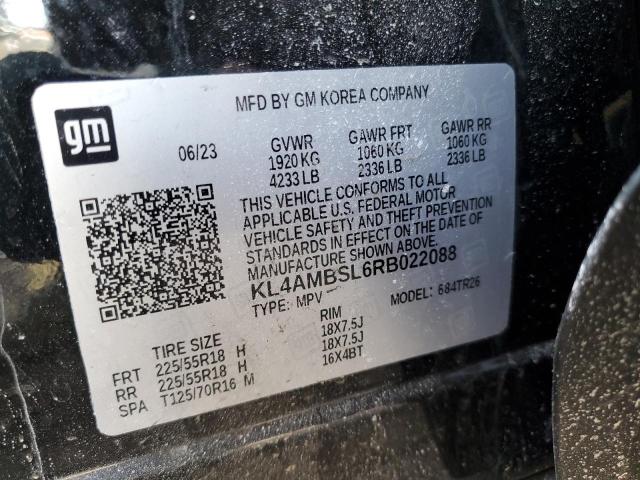 MFD BY GM KOREA COMPANY
gm
06/23
GVWR
1920 KG
4233 LB
GAWR FRT
1060 KG
2336 LB
GAWR RR
1060 KG
2336 LB
THIS VEHICLE CONFORMS TO ALL
APPLICABLE U.S. FEDERAL MOTOR
VEHICLE SAFETY AND THEFT PREVENTION
STANDARDS IN EFFECT ON THE DATE OF
MANUFACTURE SHOWN ABOVE.
KL4AMBSL6RB022088
TYPE: MPV MODEL: 684TR26
TIRE SIZE RIM
FRT 225/55R18 H 18X7.5J
RR 225/55R18 H 18X7.5J
SPA T125/70R16 M 16X4BT